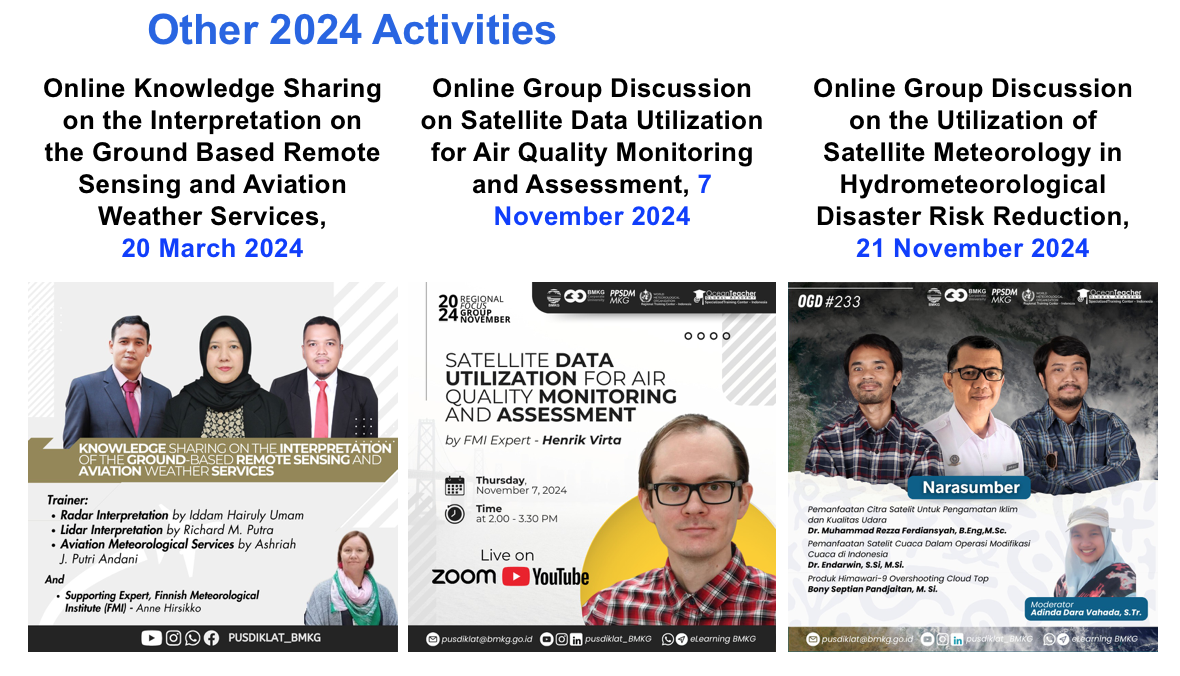 Other 2024 Activities
Online Knowledge Sharing
on the Interpretation on
the Ground Based Remote
Sensing and Aviation
Weather Services,
20 March 2024
Online Group Discussion
on Satellite Data Utilization
for Air Quality Monitoring
and Assessment, 7
November 2024
Online Group Discussion
on the Utilization of
Satellite Meteorology in
Hydrometeorological
Disaster Risk Reduction,
21 November 2024
KNOWLEDGE SHARING ON THE INTERPRETATION
OF THE GROUND-BASED REMOTE SENSING AND
AVIATION WEATHER SERVICES
Trainer:
• Radar Interpretation by Iddam Hairuly Umam
• Lidar Interpretation by Richard M. Putra
• Aviation Meteorological Services by Ashriah
J. Putri Andani
And
• Supporting Expert, Finnish Meteorological
Institute (FMI) - Anne Hirsikko
PUSDIKLAT_BMKG
2024 REGIONAL
FOCUS
GROUP
NOVEMBER
BMKG
PPSDM
MKG
OceanTeacher
GLOBAL ACADEMY
SATELLITE DATA
UTILIZATION FOR AIR
QUALITY MONITORING
AND ASSESSMENT
by FMI Expert - Henrik Virta
Thursday,
November 7, 2024
Time
at 2.00 - 3.30 PM
Live on
zoom YouTube
pusdiklat@bmkg.go.id pusdiklat_BMKG eLearning BMKG
OGD #233
BMKG
PPSDM
MKG
OceanTeacher
GLOBAL ACADEMY
Narasumber
Pemanfaatan Citra Satelit Untuk Pengamatan Iklim
dan Kualitas Udara
Dr. Muhammad Rezza Ferdiansyah, B.Eng,M.Sc.
Pemanfaatan Satelit Cuaca Dalam Operasi Modifikasi
Cuaca di Indonesia
Dr. Endarwin, S.Si, M.Si.
Produk Himawari-9 Overshooting Cloud Top
Bony Septian Pandjaitan, M. Si.
Moderator
Adinda Dara Vahada, S.Tr.
pusdiklat@bmkg.go.id pusdiklat_BMKG eLearning BMKG